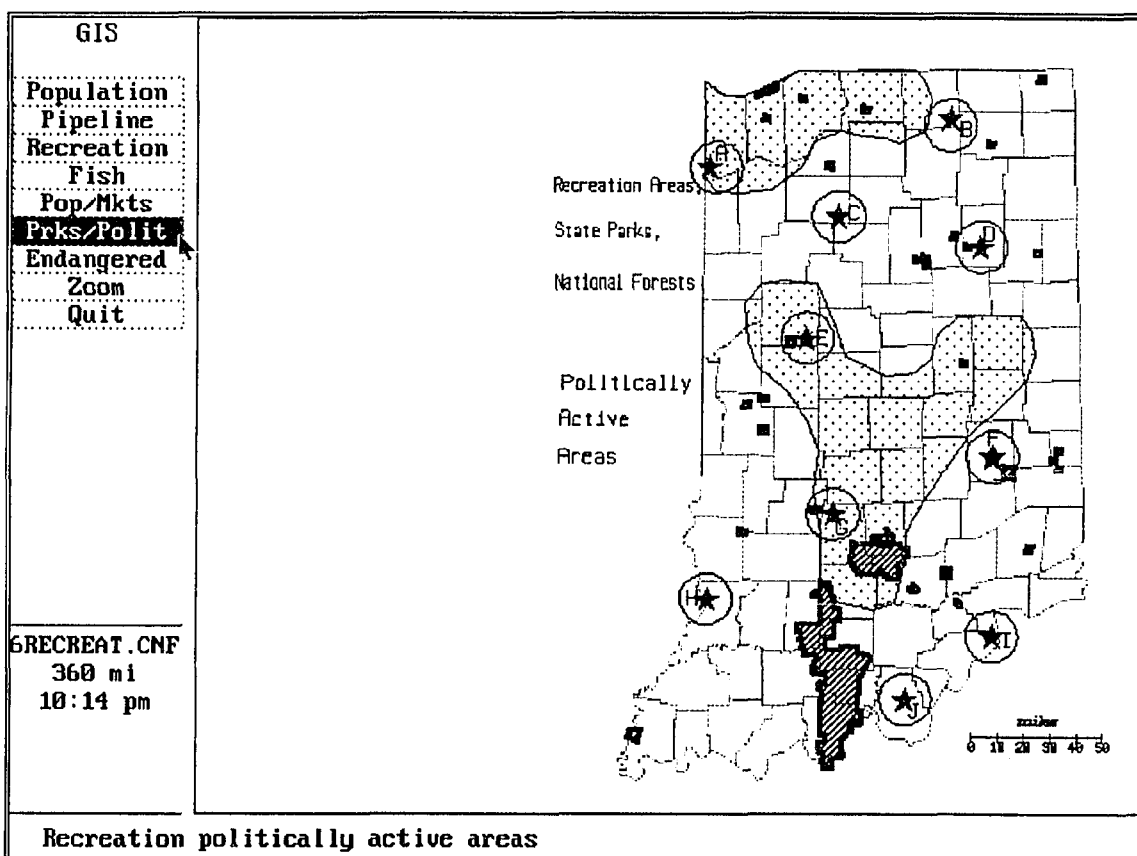 GIS
Population
Pipeline
Recreation
Fish
Pop/Mkts
Prks/Polit
Endangered
Zoom
Quit
6RECREAT.CNF
360 mi
10:14 pm
A
B
Recreation Areas,
C
State Parks,
D
National Forests
E
Politically
Active
F
Areas
G
H
I
J
miles
0 10 20 30 40 50
Recreation politically active areas